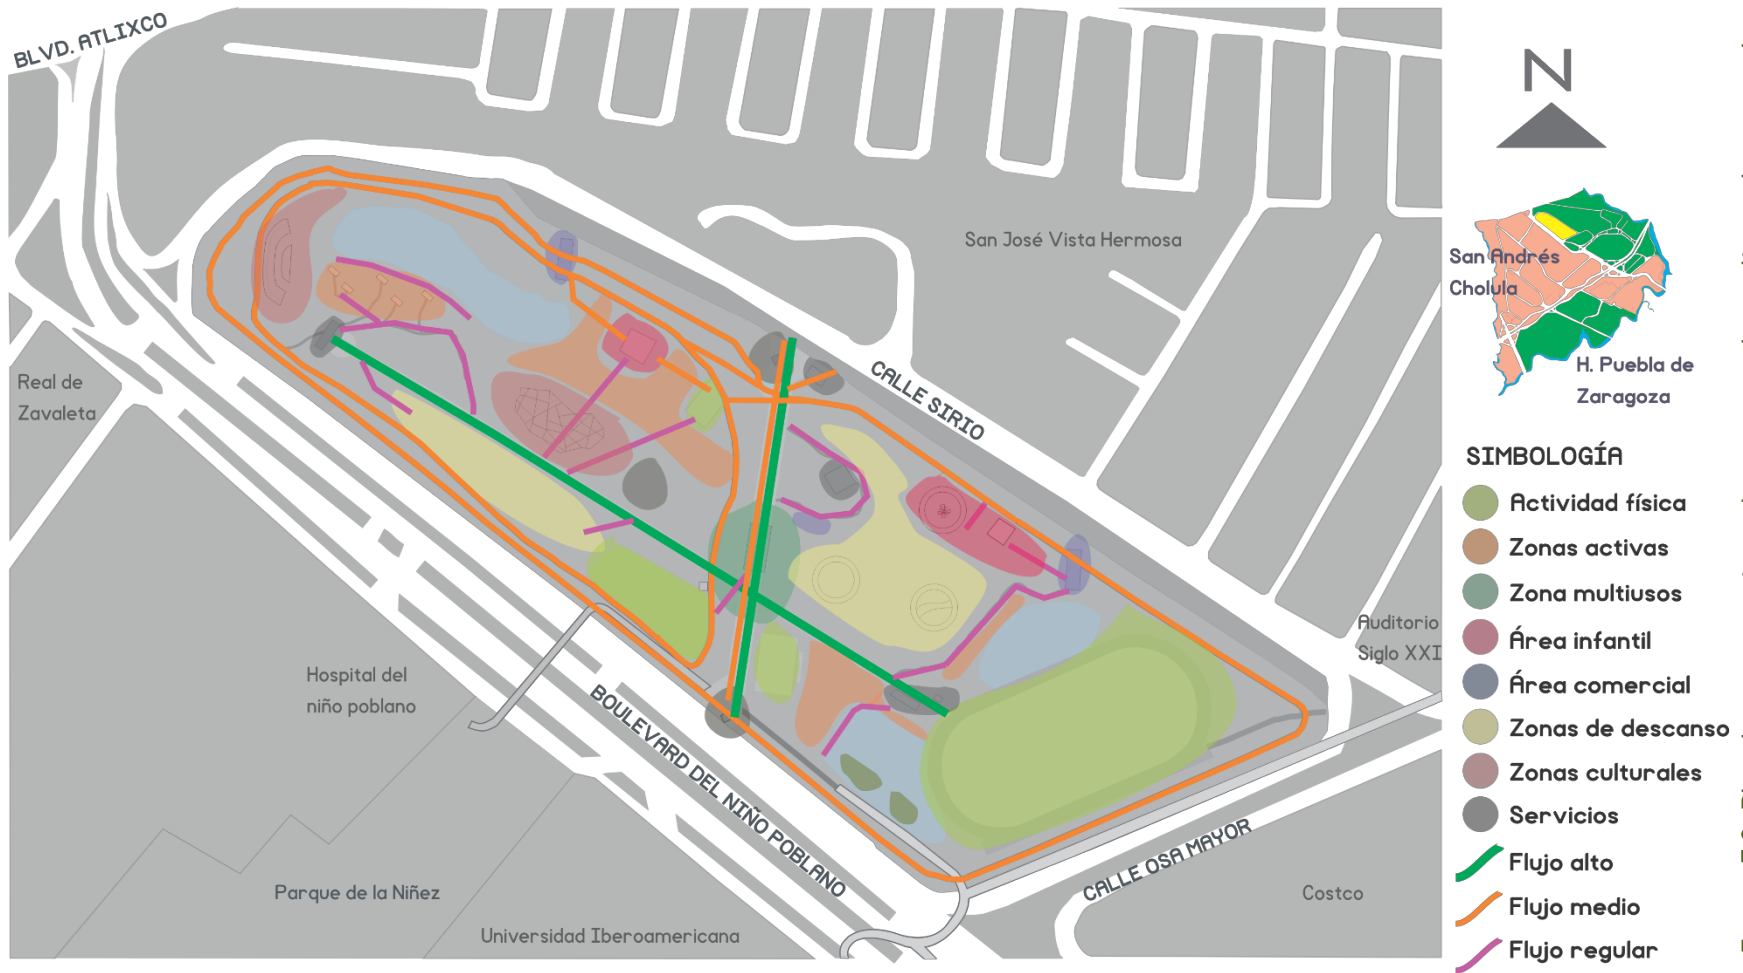 BLVD. ATLIXCO
N
San José Vista Hermosa
San Andrés
Cholula
H. Puebla de
Zaragoza
CALLE SIRIO
Real de
Zavaleta
SIMBOLOGÍA
Actividad física
Zonas activas
Zona multiusos
Área infantil
Área comercial
Zonas de descanso
Zonas culturales
Servicios
Flujo alto
Flujo medio
Flujo regular
Auditorio
Siglo XXI
Hospital del
niño poblano
BOULEVARD DEL NIÑO POBLANO
CALLE OSA MAYOR
Parque de la Niñez
Costco
Universidad Iberoamericana